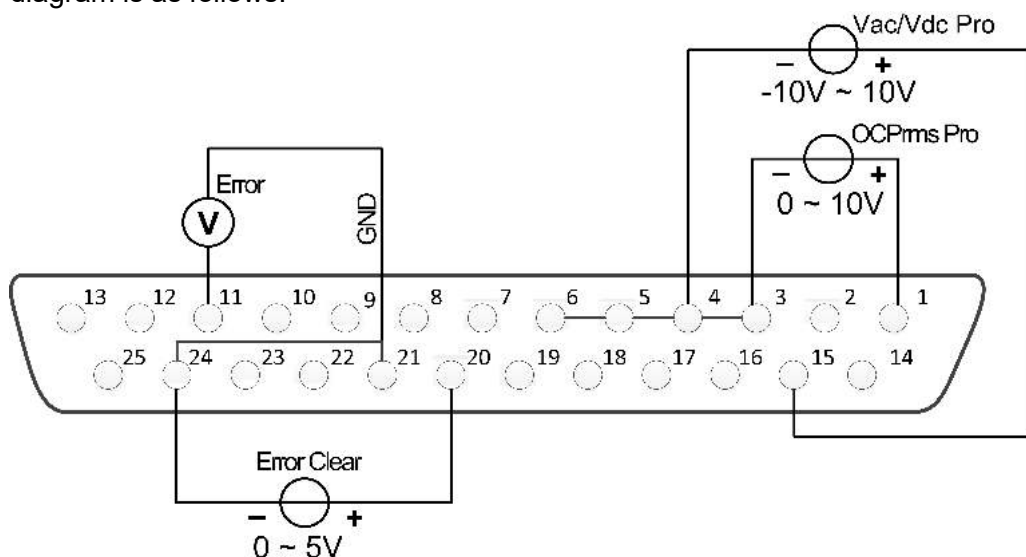 diagram is as follows:
Vac/Vdc Pro
− +
-10V ~ 10V
OCPrms Pro
− +
0 ~ 10V
Error
V
GND
13 12 11 10 9 8 7 6 5 4 3 2 1
25 24 23 22 21 20 19 18 17 16 15 14
Error Clear
− +
0 ~ 5V